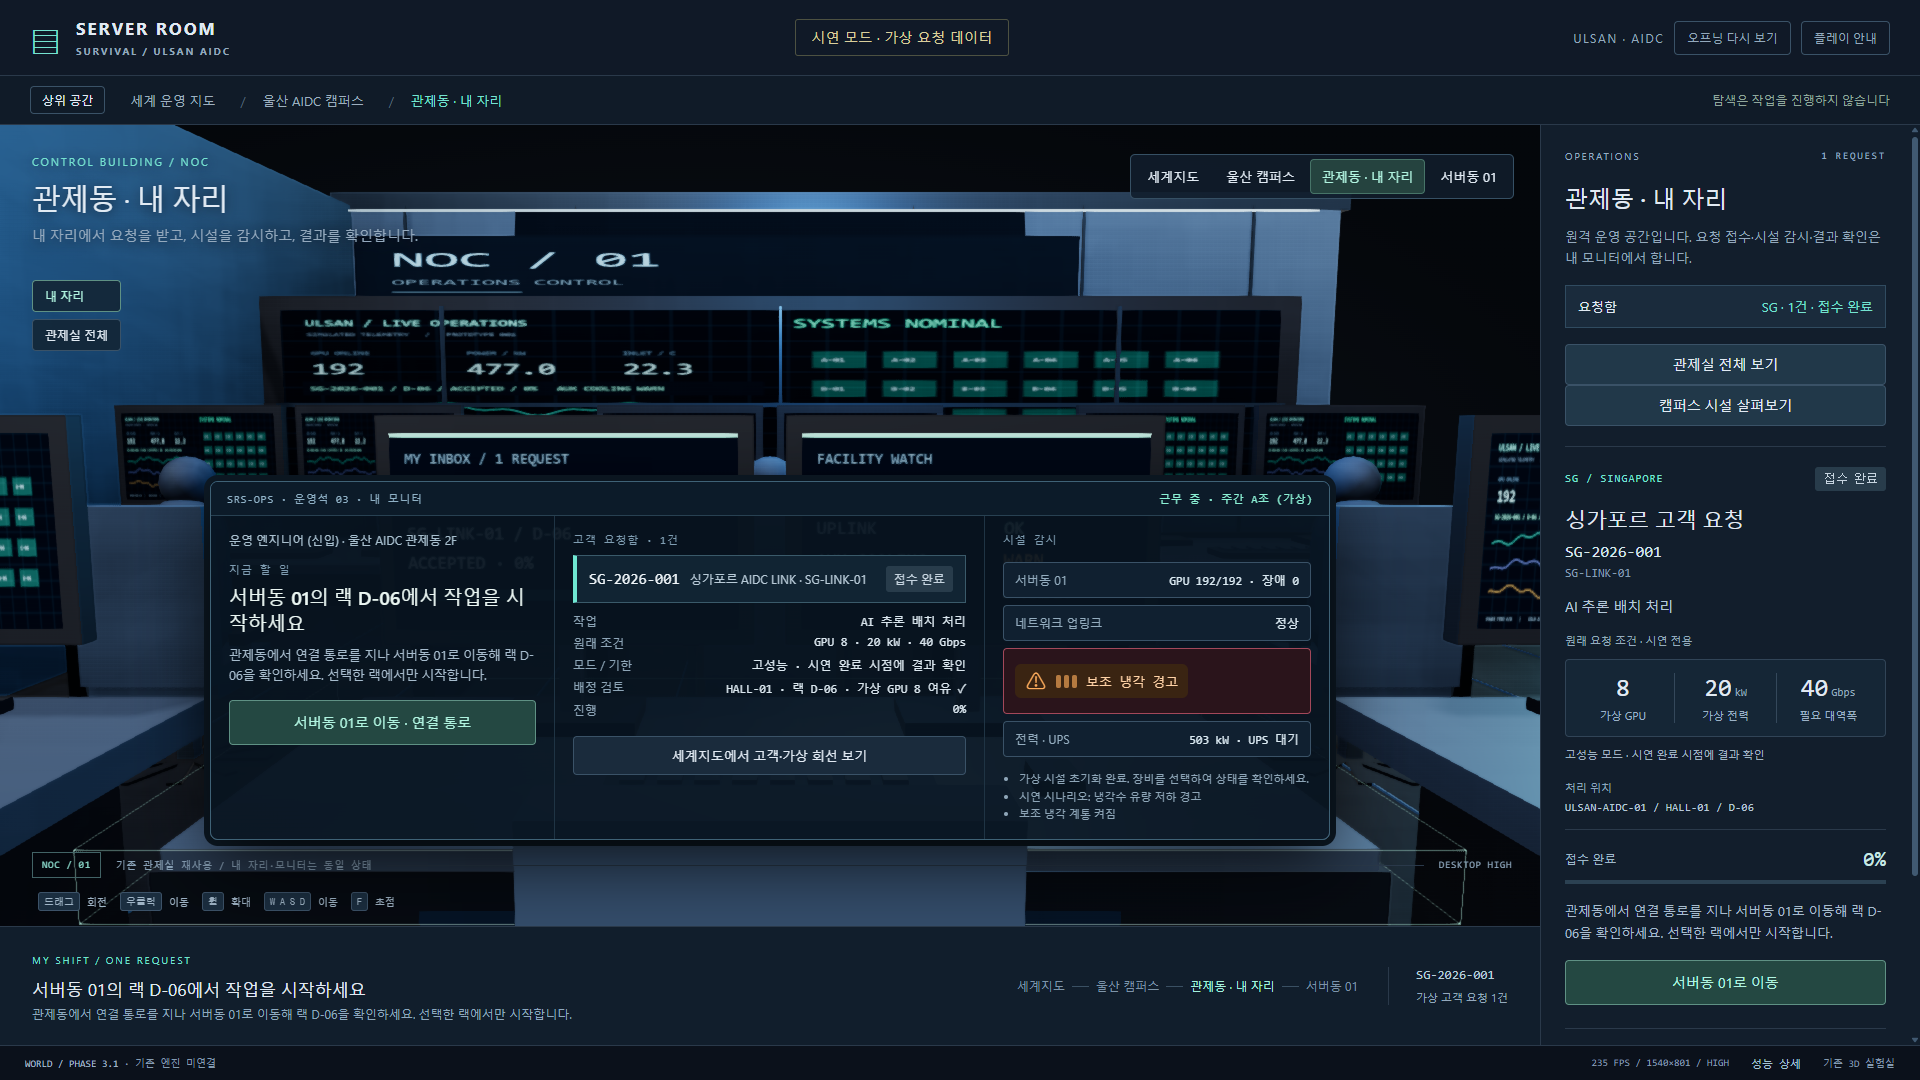 SERVER ROOM
SURVIVAL / ULSAN AIDC
시연 모드 · 가상 요청 데이터
ULSAN · AIDC
오프닝 다시 보기
플레이 안내
상위 공간
세계 운영 지도 / 울산 AIDC 캠퍼스 / 관제동 · 내 자리
탐색은 작업을 진행하지 않습니다
CONTROL BUILDING / NOC
관제동 · 내 자리
내 자리에서 요청을 받고, 시설을 감시하고, 결과를 확인합니다.
내 자리
관제실 전체
세계지도
울산 캠퍼스
관제동 · 내 자리
서버동 01
NOC / 01
OPERATIONS CONTROL
ULSAN / LIVE OPERATIONS
SYSTEMS NOMINAL
GPU ONLINE
POWER / kW
INLET / C
192
477.0
22.3
SG-2026-001 / D-06 / ACCEPTED / 0% AUX COOLING WARN
MY INBOX / 1 REQUEST
FACILITY WATCH
SRS-OPS · 운영석 03 · 내 모니터
근무 중 · 주간 A조 (가상)
운영 엔지니어 (신입) · 울산 AIDC 관제동 2F
지금 할 일
서버동 01의 랙 D-06에서 작업을 시
작하세요
관제동에서 연결 통로를 지나 서버동 01로 이동해 랙 D-
06을 확인하세요. 선택한 랙에서만 시작합니다.
서버동 01로 이동 · 연결 통로
고객 요청함 · 1건
SG-2026-001 싱가포르 AIDC LINK · SG-LINK-01 접수 완료
작업 AI 추론 배치 처리
원래 조건 GPU 8 · 20 kW · 40 Gbps
모드 / 기한 고성능 · 시연 완료 시점에 결과 확인
배정 검토 HALL-01 · 랙 D-06 · 가상 GPU 8 여유 ✓
진행 0%
세계지도에서 고객·가상 회선 보기
UPLINK
OK
시설 감시
서버동 01 GPU 192/192 · 장애 0
네트워크 업링크 정상
보조 냉각 경고
전력 · UPS 503 kW · UPS 대기
• 가상 시설 초기화 완료. 장비를 선택하여 상태를 확인하세요.
• 시연 시나리오: 냉각수 유량 저하 경고
• 보조 냉각 계통 켜짐
NOC / 01
기존 관제실 재사용 / 내 자리·모니터는 동일 상태
DESKTOP HIGH
드래그 회전 우클릭 이동 휠 확대 W A S D 이동 F 초점
MY SHIFT / ONE REQUEST
서버동 01의 랙 D-06에서 작업을 시작하세요
관제동에서 연결 통로를 지나 서버동 01로 이동해 랙 D-06을 확인하세요. 선택한 랙에서만 시작합니다.
세계지도 — 울산 캠퍼스 — 관제동 · 내 자리 — 서버동 01
SG-2026-001
가상 고객 요청 1건
OPERATIONS
1 REQUEST
관제동 · 내 자리
원격 운영 공간입니다. 요청 접수·시설 감시·결과 확인은
내 모니터에서 합니다.
요청함 SG · 1건 · 접수 완료
관제실 전체 보기
캠퍼스 시설 살펴보기
SG / SINGAPORE
접수 완료
싱가포르 고객 요청
SG-2026-001
SG-LINK-01
AI 추론 배치 처리
원래 요청 조건 · 시연 전용
8 20 kW 40 Gbps
가상 GPU 가상 전력 필요 대역폭
고성능 모드 · 시연 완료 시점에 결과 확인
처리 위치
ULSAN-AIDC-01 / HALL-01 / D-06
접수 완료 0%
관제동에서 연결 통로를 지나 서버동 01로 이동해 랙 D-
06을 확인하세요. 선택한 랙에서만 시작합니다.
서버동 01로 이동
WORLD / PHASE 3.1 · 기존 엔진 미연결
235 FPS / 1540×801 / HIGH
성능 상세
기존 3D 실험실